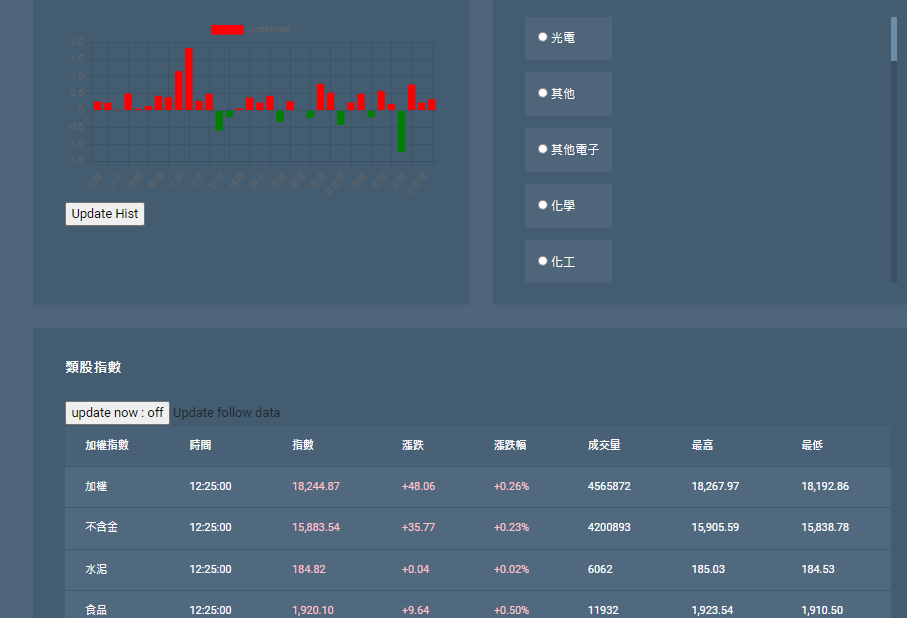 undefined
2.0
1.5
1.0
0.5
0
-0.5
-1.0
-1.5
Update Hist
光電
其他
其他電子
化學
化工
類股指數
update now : off Update follow data
加權指數 時間 指數 漲跌 漲跌幅 成交量 最高 最低
加權 12:25:00 18,244.87 +48.06 +0.26% 4565872 18,267.97 18,192.86
不含金 12:25:00 15,883.54 +35.77 +0.23% 4200893 15,905.59 15,838.78
水泥 12:25:00 184.82 +0.04 +0.02% 6062 185.03 184.53
食品 12:25:00 1,920.10 +9.64 +0.50% 11932 1,923.54 1,910.50